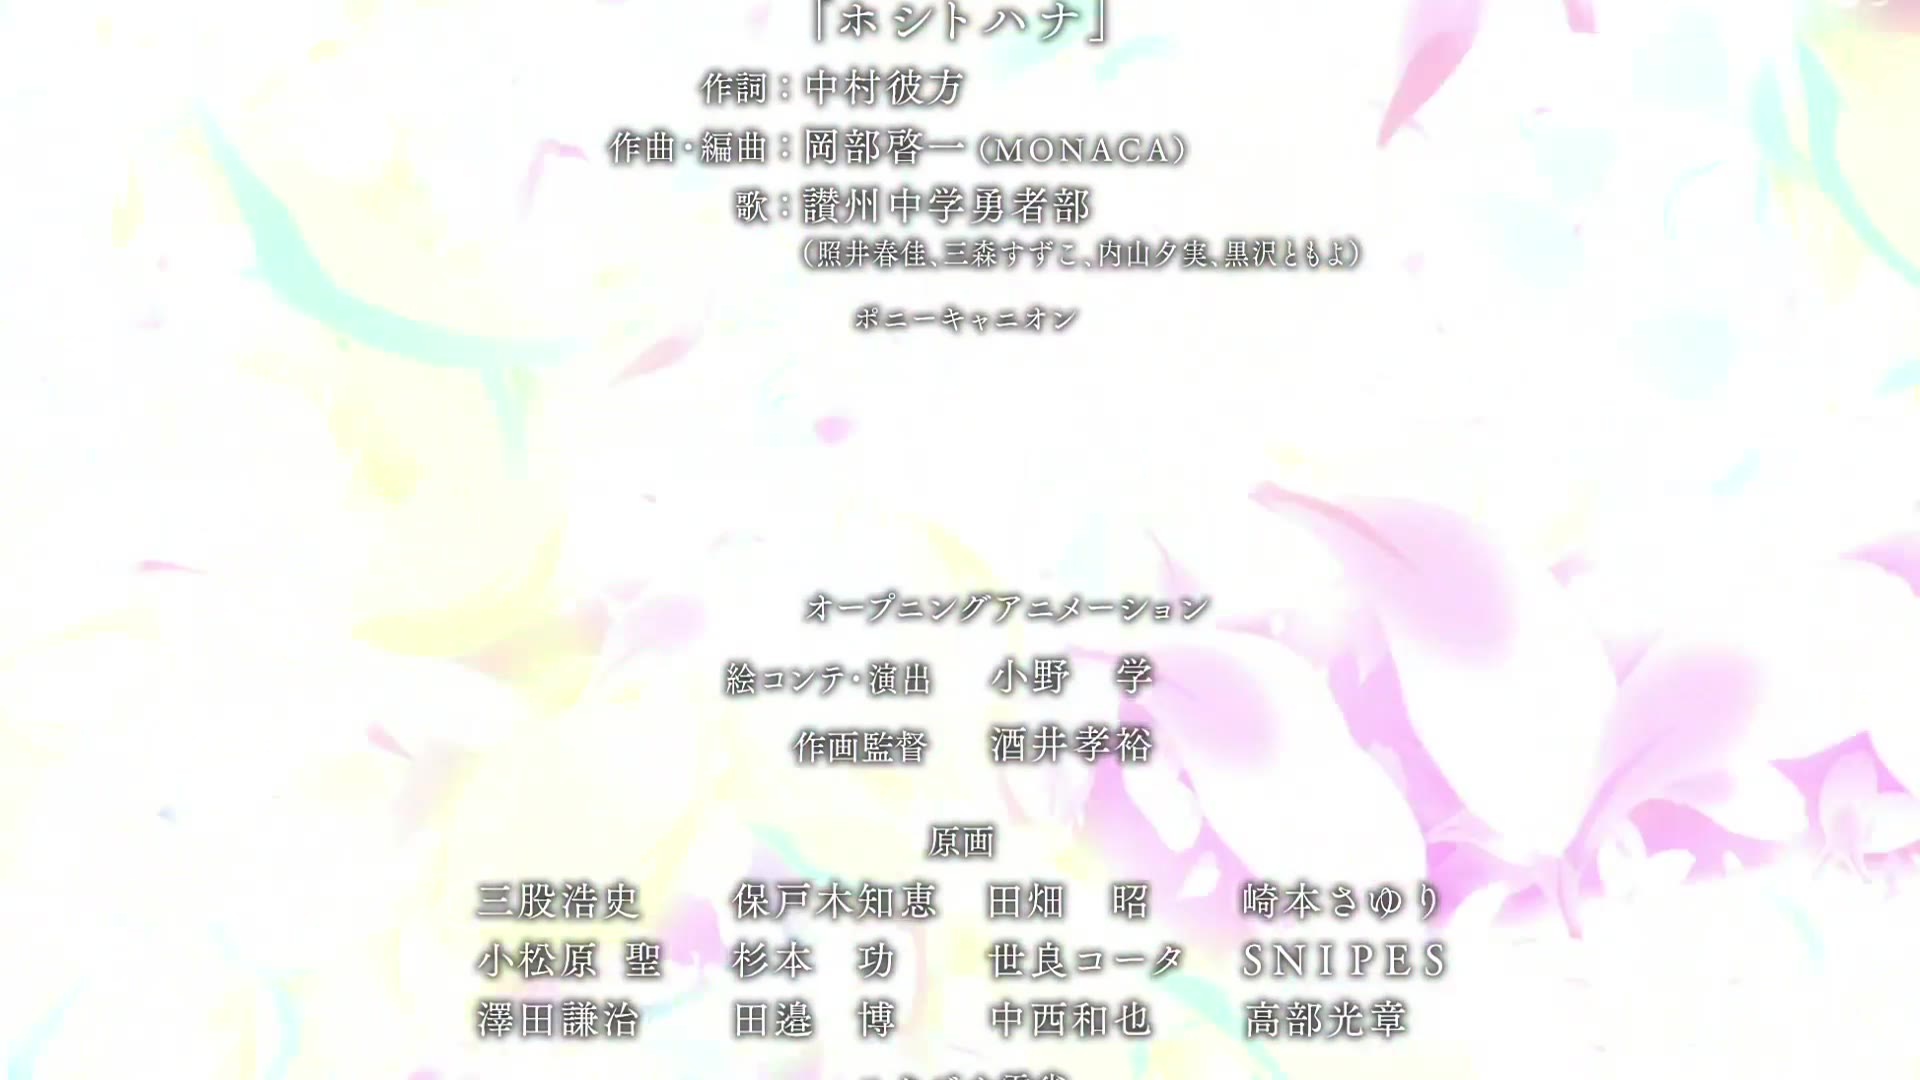 「ホシトハナ」
作詞：中村彼方
作曲・編曲：岡部啓一（MONACA）
歌：讃州中学勇者部
（照井春佳、三森すずこ、内山夕実、黒沢ともよ）
ポニーキャニオン
オープニングアニメーション
絵コンテ・演出　小野　学
作画監督　酒井孝裕
原画
三股浩史　保戸木知恵　田畑　昭　崎本さゆり
小松原 聖　杉本　功　世良コータ　SNIPES
澤田謙治　田邉　博　中西和也　高部光章